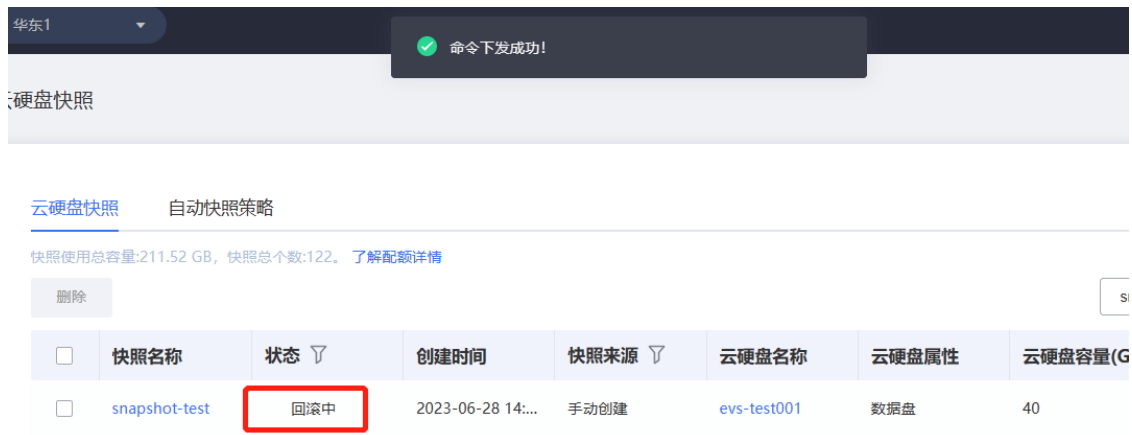 华东1
命令下发成功!
云硬盘快照
云硬盘快照 自动快照策略
快照使用总容量:211.52 GB, 快照总个数:122。 了解配额详情
删除
快照名称 状态 创建时间 快照来源 云硬盘名称 云硬盘属性 云硬盘容量(G
snapshot-test 回滚中 2023-06-28 14:... 手动创建 evs-test001 数据盘 40